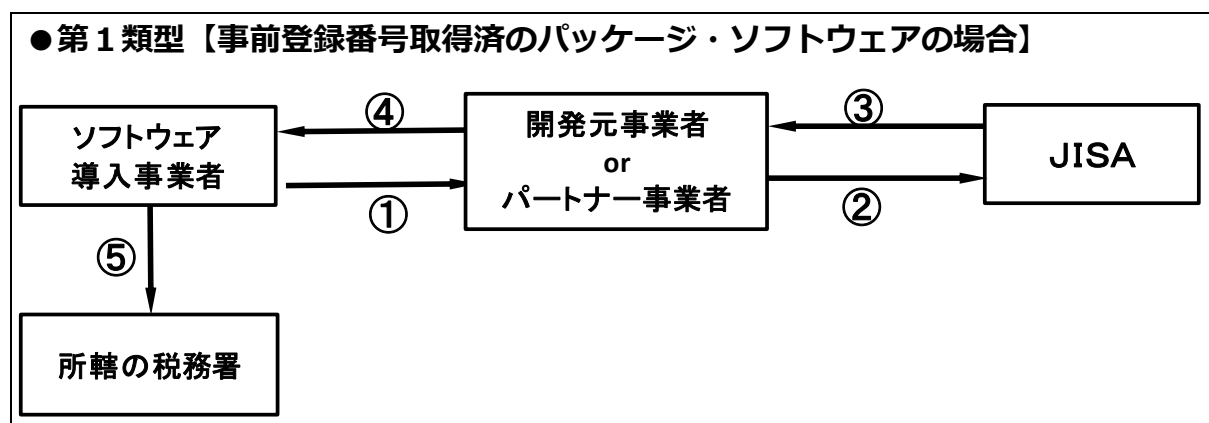 ●第１類型【事前登録番号取得済のパッケージ・ソフトウェアの場合】
ソフトウェア
導入事業者
④
①
開発元事業者
or
パートナー事業者
③
②
JISA
⑤
所轄の税務署